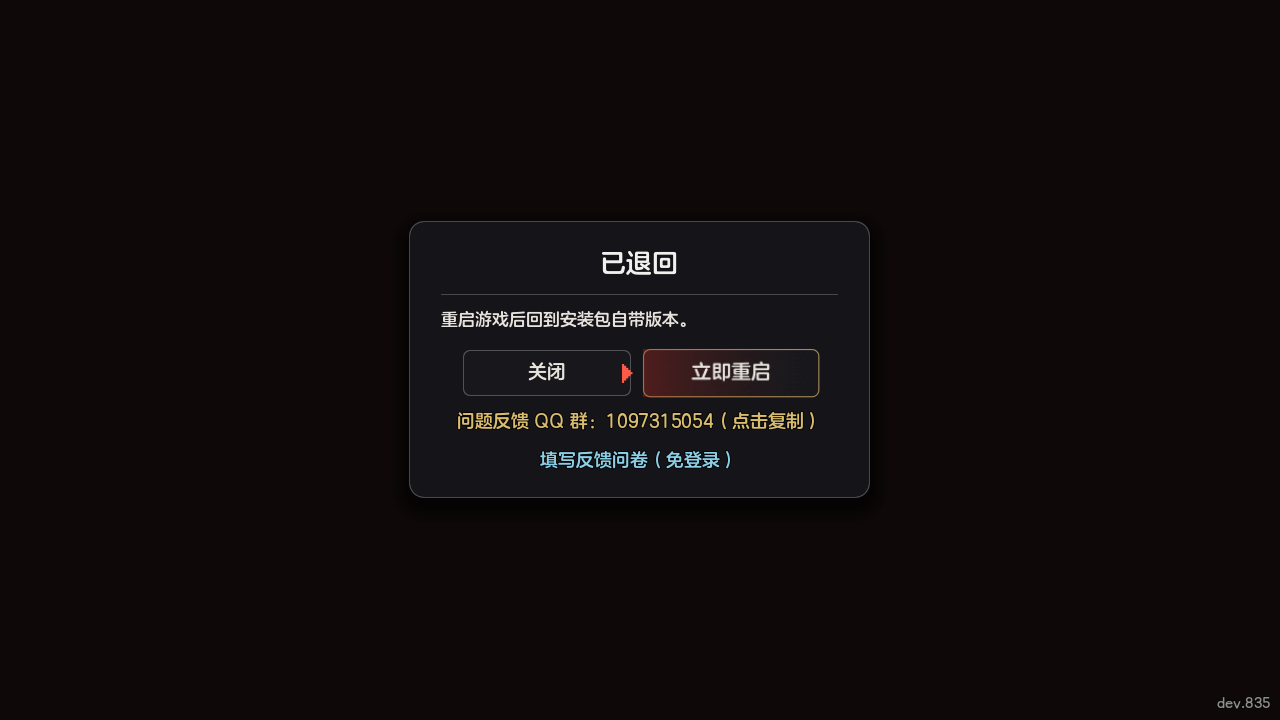 已退回
重启游戏后回到安装包自带版本。
关闭
立即重启
问题反馈 QQ 群：1097315054（点击复制）
填写反馈问卷（免登录）
dev.835